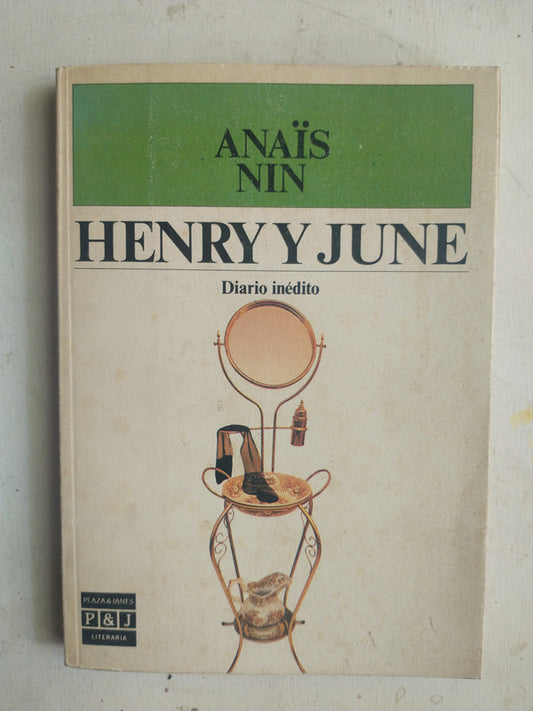 ANAÏS
NIN
HENRY Y JUNE
Diario inédito
PLAZA & JANES
P & J
LITERARIA